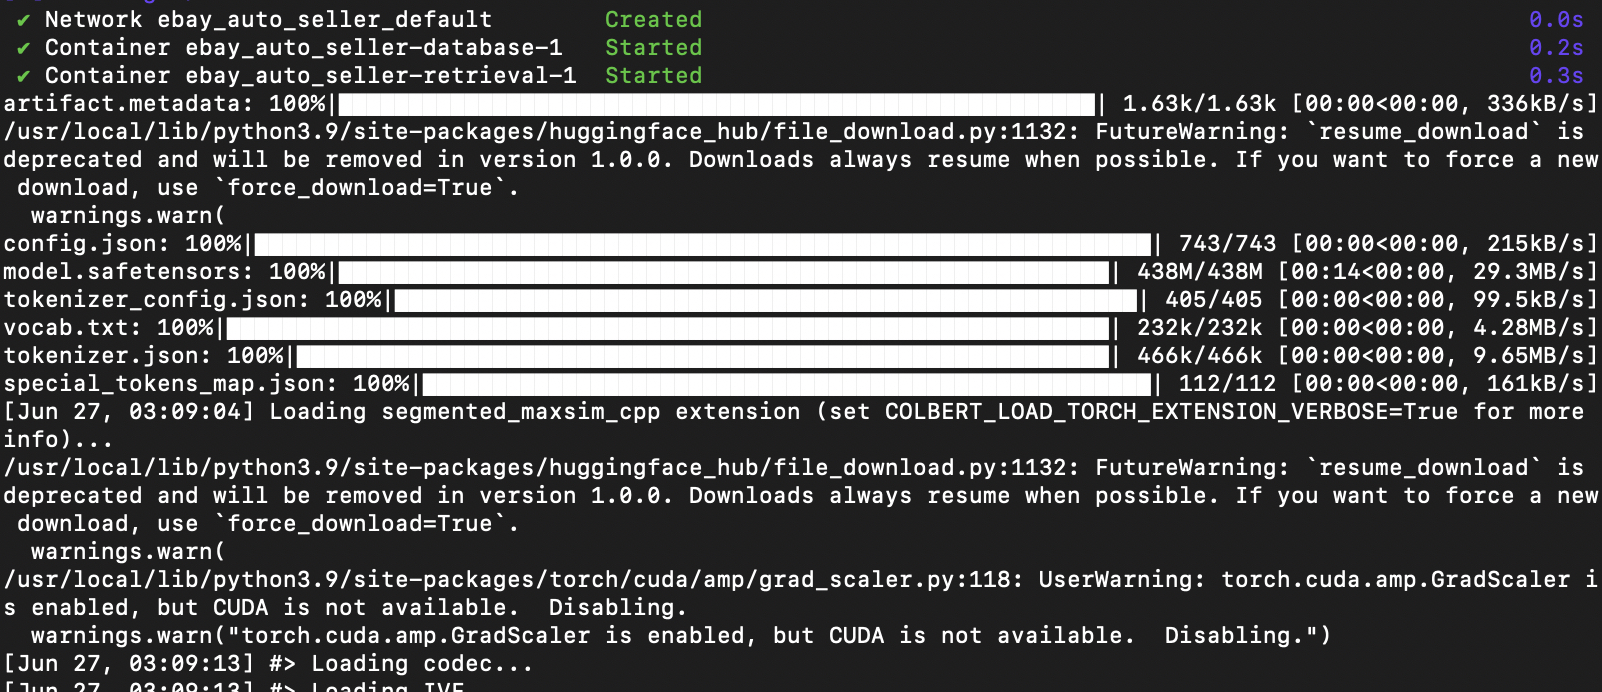 ✔ Network ebay_auto_seller_default Created 0.0s
✔ Container ebay_auto_seller-database-1 Started 0.2s
✔ Container ebay_auto_seller-retrieval-1 Started 0.3s
artifact.metadata: 100%|██████████| 1.63k/1.63k [00:00<00:00, 336kB/s]
/usr/local/lib/python3.9/site-packages/huggingface_hub/file_download.py:1132: FutureWarning: `resume_download` is
deprecated and will be removed in version 1.0.0. Downloads always resume when possible. If you want to force a new
download, use `force_download=True`.
warnings.warn(
config.json: 100%|██████████| 743/743 [00:00<00:00, 215kB/s]
model.safetensors: 100%|██████████| 438M/438M [00:14<00:00, 29.3MB/s]
tokenizer_config.json: 100%|██████████| 405/405 [00:00<00:00, 99.5kB/s]
vocab.txt: 100%|██████████| 232k/232k [00:00<00:00, 4.28MB/s]
tokenizer.json: 100%|██████████| 466k/466k [00:00<00:00, 9.65MB/s]
special_tokens_map.json: 100%|██████████| 112/112 [00:00<00:00, 161kB/s]
[Jun 27, 03:09:04] Loading segmented_maxsim_cpp extension (set COLBERT_LOAD_TORCH_EXTENSION_VERBOSE=True for more
info)...
/usr/local/lib/python3.9/site-packages/huggingface_hub/file_download.py:1132: FutureWarning: `resume_download` is
deprecated and will be removed in version 1.0.0. Downloads always resume when possible. If you want to force a new
download, use `force_download=True`.
warnings.warn(
/usr/local/lib/python3.9/site-packages/torch/cuda/amp/grad_scaler.py:118: UserWarning: torch.cuda.amp.GradScaler i
s enabled, but CUDA is not available.  Disabling.
warnings.warn("torch.cuda.amp.GradScaler is enabled, but CUDA is not available.  Disabling.")
[Jun 27, 03:09:13] #> Loading codec...
[Jun 27, 03:09:13] #> Loading IVF